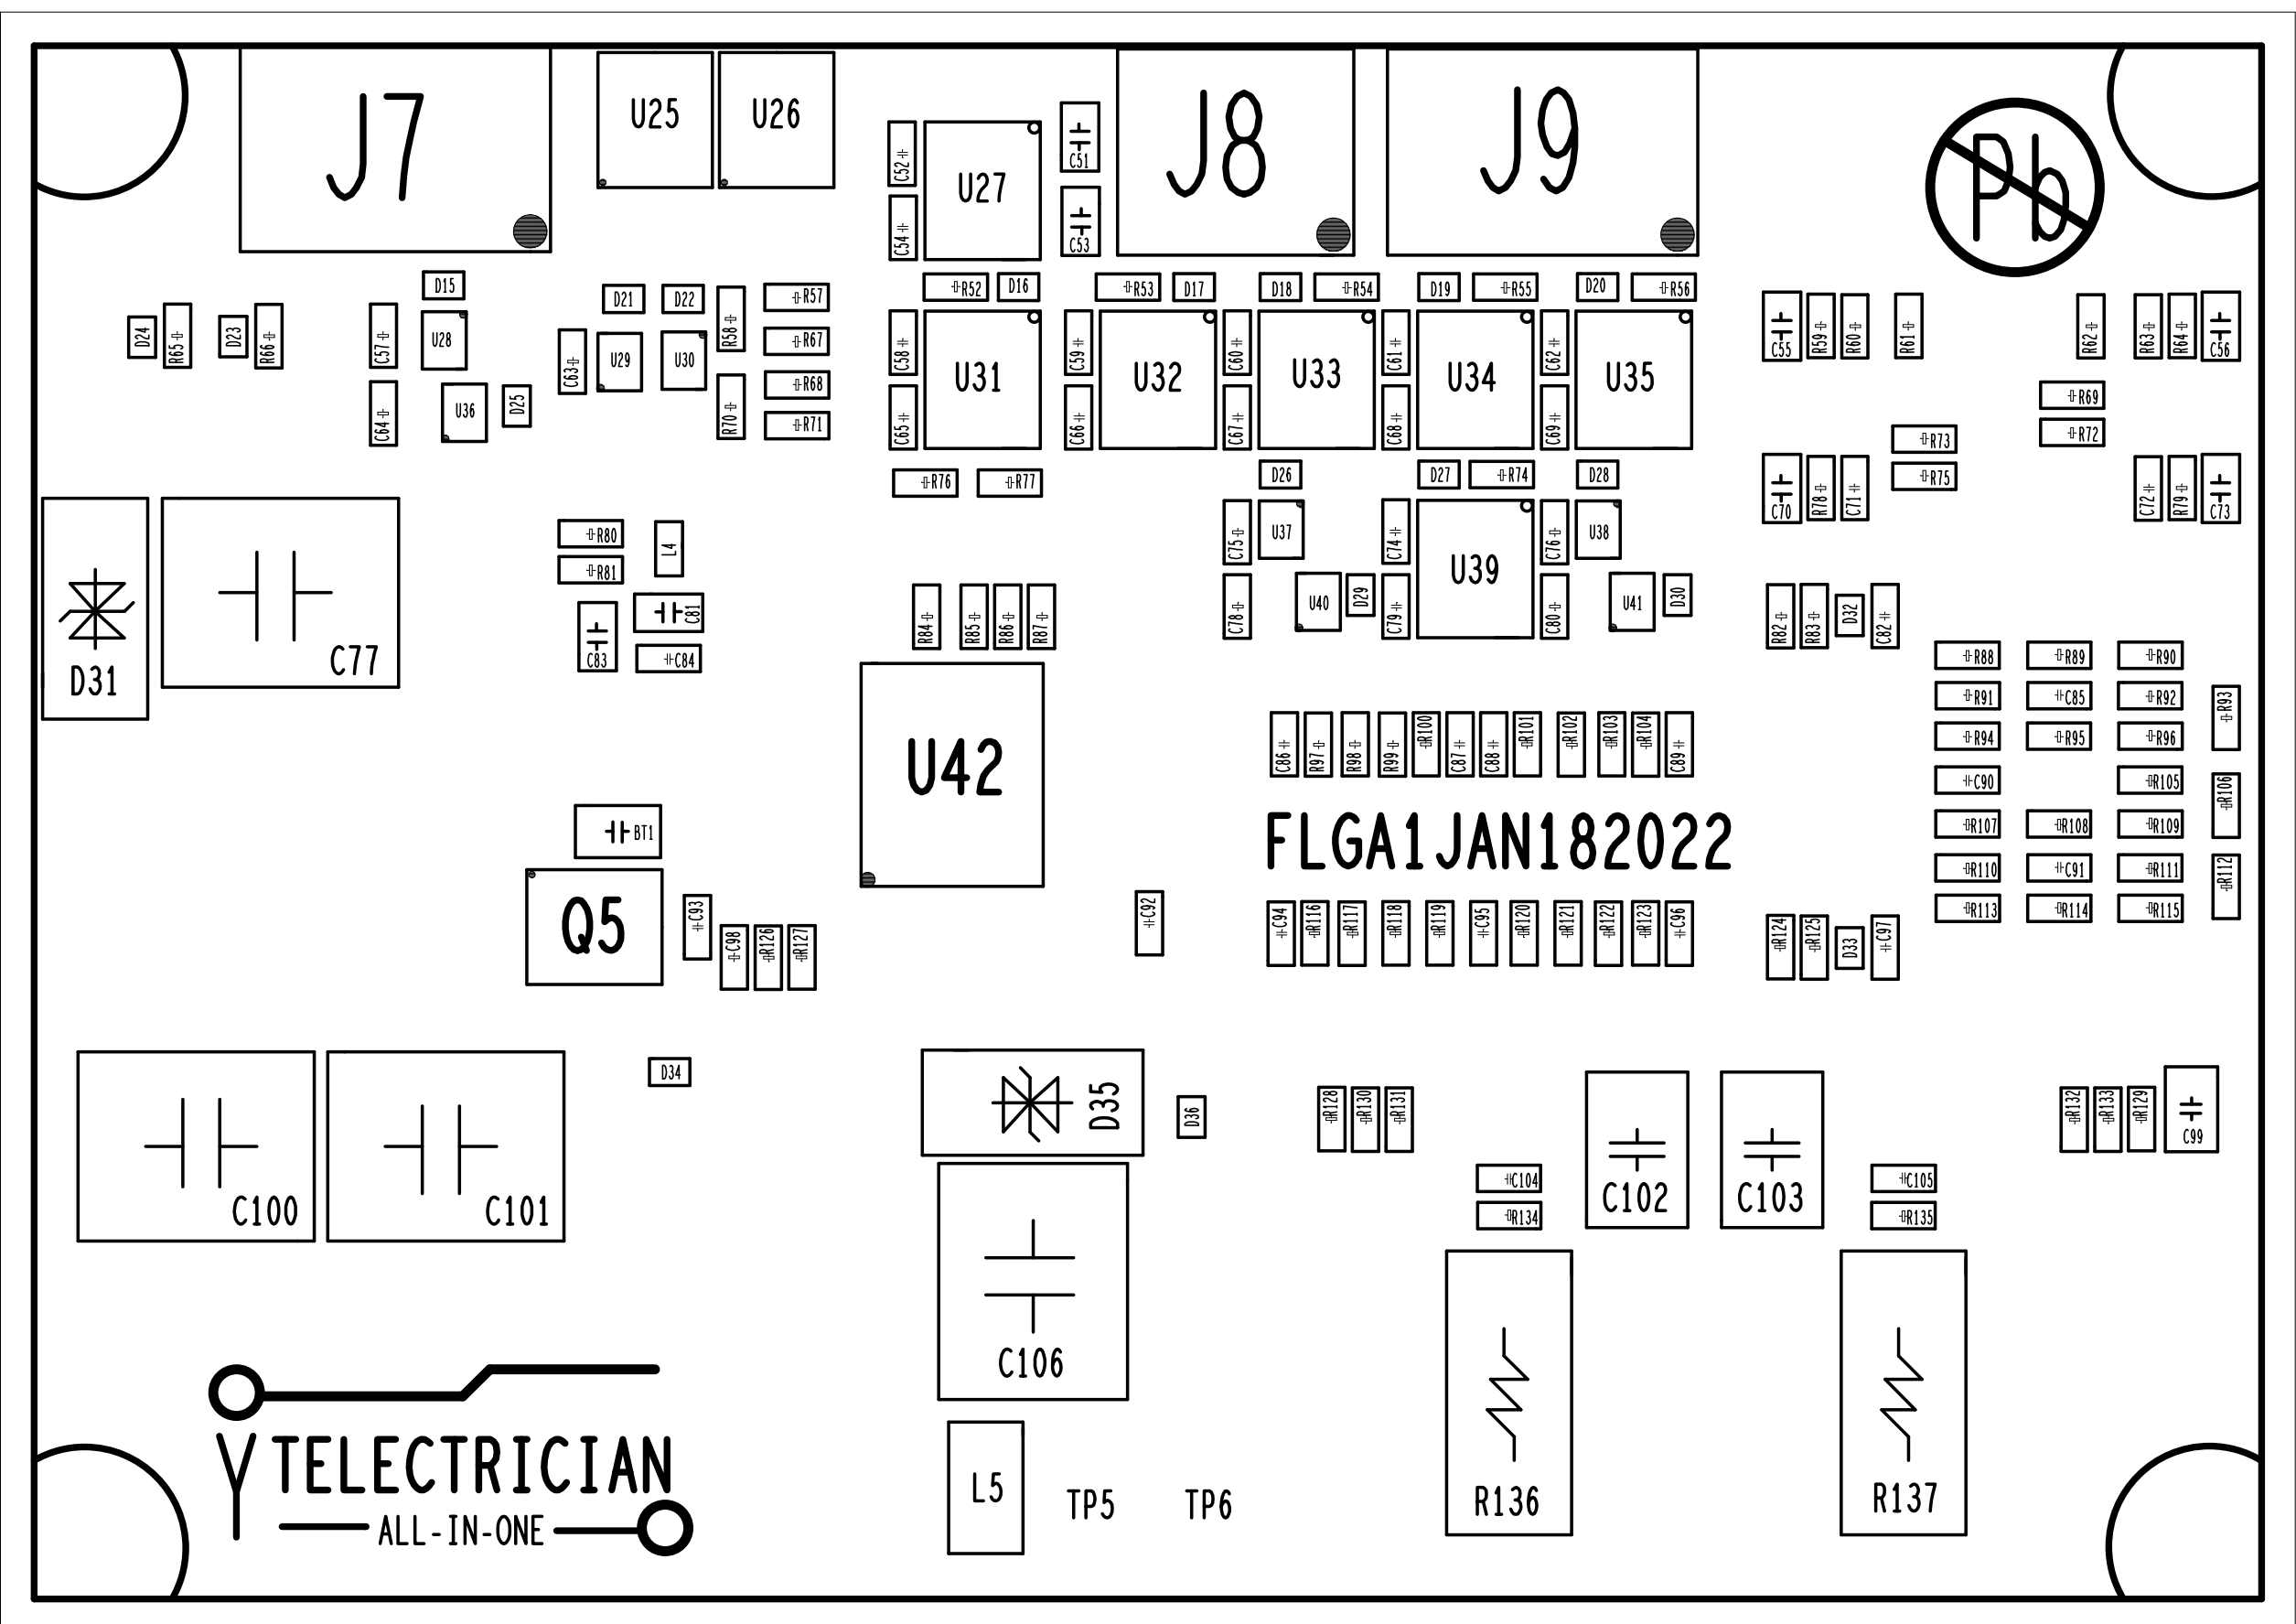 J7
U25
U26
C52
U27
C51
J8
J9
Pb
C54
C53
D15
D21
D22
R58
R57
R52
D16
R53
D17
D18
R54
D19
R55
D20
R56
D24
R65
D23
R66
C57
U28
C63
U29
U30
R67
C58
U31
C59
U32
C60
U33
C61
U34
C62
U35
C55
R59
R60
R61
R62
R63
R64
C56
C64
U36
D25
R70
R68
R71
C65
C66
C67
C68
C69
R69
R72
R73
R75
R76
R77
D26
D27
R74
D28
C70
R78
C71
C72
R79
C73
D31
C77
R80
R81
L4
C81
C83
C84
C75
U37
C74
U39
C76
U38
R84
R85
R86
R87
C78
U40
D29
C79
C80
U41
D30
R82
R83
D32
C82
R88
R89
R90
R91
C85
R92
R93
R94
R95
R96
U42
C86
R97
R98
R99
R100
C87
C88
R101
R102
R103
R104
C89
C90
R105
R106
BT1
FLGA1JAN182022
R107
R108
R109
R110
C91
R111
R112
R113
R114
R115
Q5
C93
C98
R126
R127
C92
C94
R116
R117
R118
R119
C95
R120
R121
R122
R123
C96
R124
R125
D33
C97
C100
C101
D34
D35
D36
R128
R130
R131
C102
C103
R132
R133
R129
C99
C104
R134
C105
R135
C106
R136
R137
YTELECTRICIAN
ALL-IN-ONE
L5
TP5
TP6